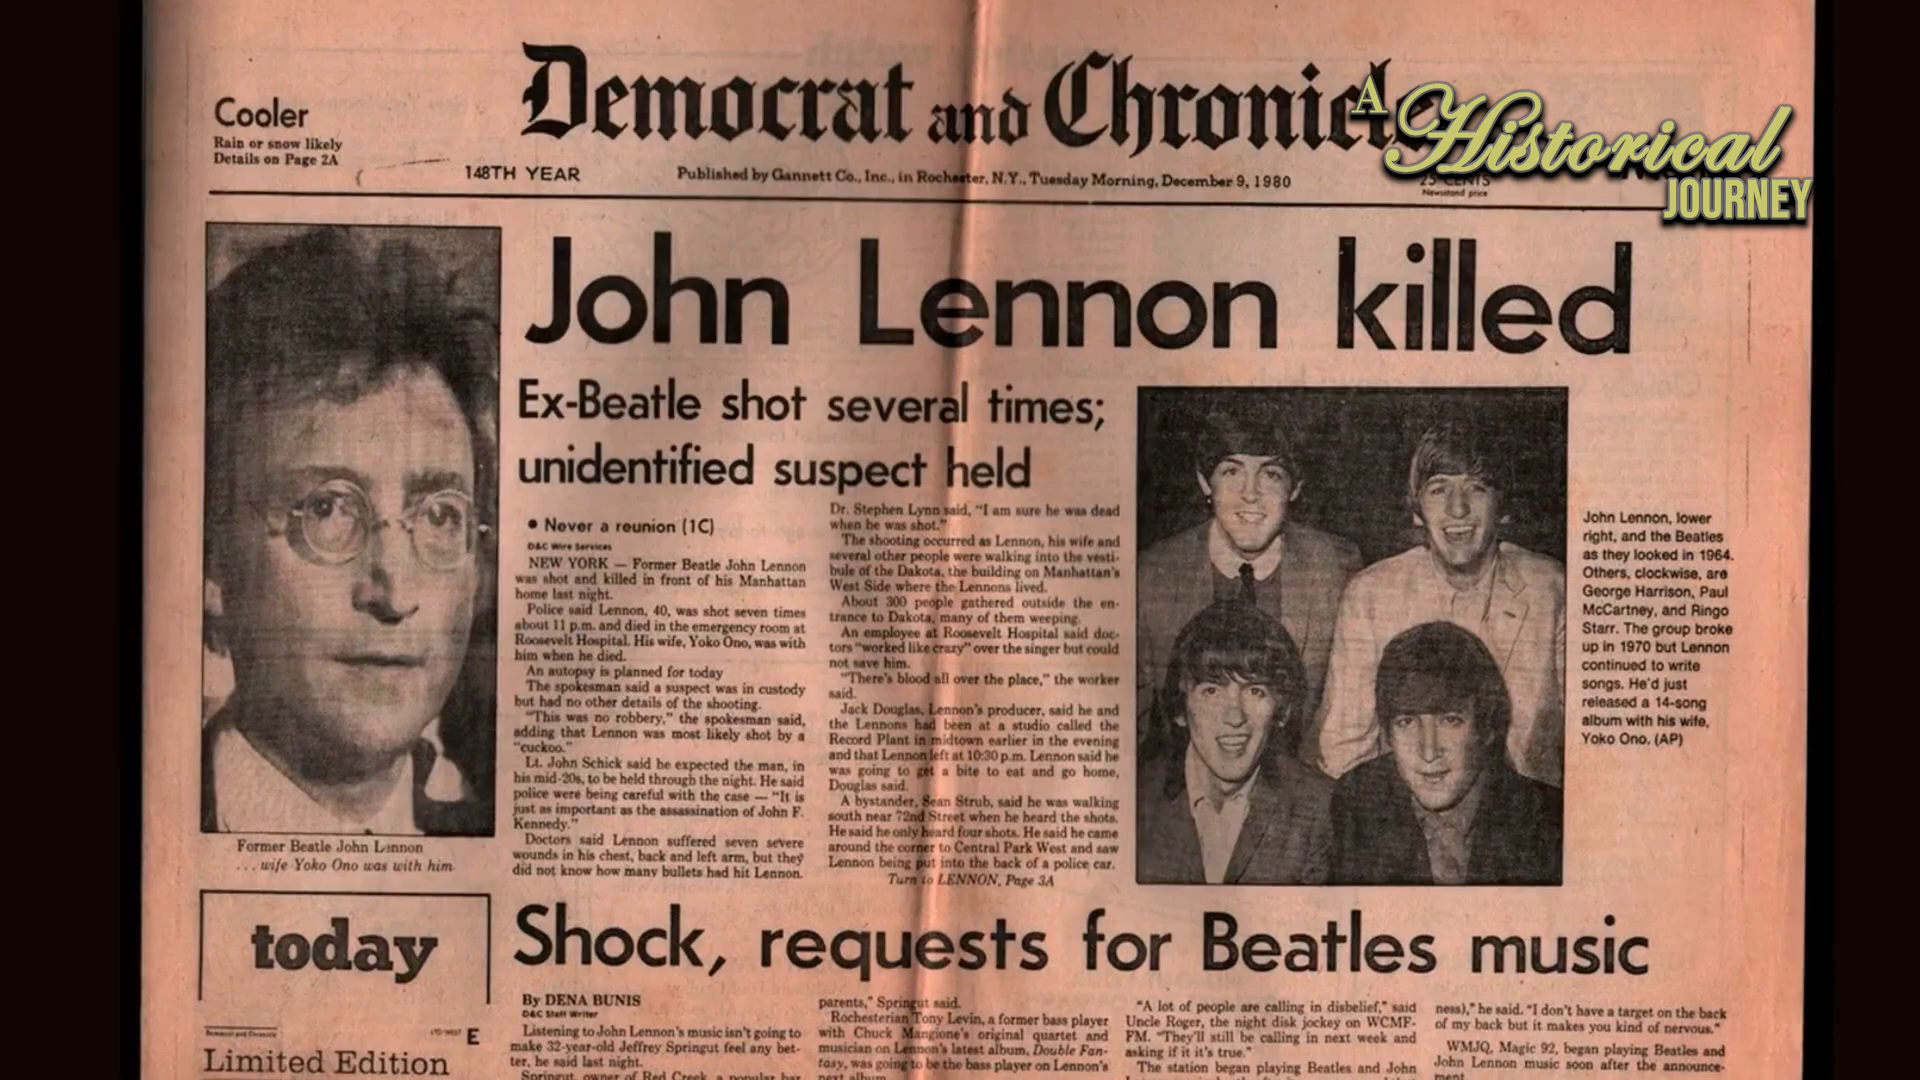 Cooler
Rain or snow likely
Details on Page 2A
Democrat and Chronicle
148TH YEAR
Published by Gannett Co., Inc., in Rochester, N.Y., Tuesday Morning, December 9, 1980
25 CENTS
Newsstand price
A Historical
JOURNEY
John Lennon killed
Ex-Beatle shot several times;
unidentified suspect held
• Never a reunion (1C)
D&C Wire Services
NEW YORK — Former Beatle John Lennon
was shot and killed in front of his Manhattan
home last night.
Police said Lennon, 40, was shot seven times
about 11 p.m. and died in the emergency room at
Roosevelt Hospital. His wife, Yoko Ono, was with
him when he died.
An autopsy is planned for today
The spokesman said a suspect was in custody
but had no other details of the shooting.
"This was no robbery," the spokesman said,
adding that Lennon was most likely shot by a
"cuckoo."
Lt. John Schick said he expected the man, in
his mid-20s, to be held through the night. He said
police were being careful with the case — "It is
just as important as the assassination of John F.
Kennedy."
Doctors said Lennon suffered seven severe
wounds in his chest, back and left arm, but they
did not know how many bullets had hit Lennon.
Dr. Stephen Lynn said, "I am sure he was dead
when he was shot."
The shooting occurred as Lennon, his wife and
several other people were walking into the vesti-
bule of the Dakota, the building on Manhattan's
West Side where the Lennons lived.
About 300 people gathered outside the en-
trance to Dakota, many of them weeping.
An employee at Roosevelt Hospital said doc-
tors "worked like crazy" over the singer but could
not save him.
"There's blood all over the place," the worker
said.
Jack Douglas, Lennon's producer, said he and
the Lennons had been at a studio called the
Record Plant in midtown earlier in the evening
and that Lennon left at 10:30 p.m. Lennon said he
was going to get a bite to eat and go home,
Douglas said.
A bystander, Sean Strub, said he was walking
south near 72nd Street when he heard the shots.
He said he only heard four shots. He said he came
around the corner to Central Park West and saw
Lennon being put into the back of a police car.
Turn to LENNON, Page 3A
John Lennon, lower
right, and the Beatles
as they looked in 1964.
Others, clockwise, are
George Harrison, Paul
McCartney, and Ringo
Starr. The group broke
up in 1970 but Lennon
continued to write
songs. He'd just
released a 14-song
album with his wife,
Yoko Ono. (AP)
Former Beatle John Lennon
. . . wife Yoko Ono was with him
today
Democrat and Chronicle
E
Limited Edition
Shock, requests for Beatles music
By DENA BUNIS
D&C Staff Writer
Listening to John Lennon's music isn't going to
make 32-year-old Jeffrey Springut feel any bet-
ter, he said last night.
Springut, owner of Red Creek, a popular bar
parents," Springut said.
Rochesterian Tony Levin, a former bass player
with Chuck Mangione's original quartet and
musician on Lennon's latest album, Double Fan-
tasy, was going to be the bass player on Lennon's
next album.
"A lot of people are calling in disbelief," said
Uncle Roger, the night disk jockey on WCMF-
FM. "They'll still be calling in next week and
asking if it it's true."
The station began playing Beatles and John
ness)," he said. "I don't have a target on the back
of my back but it makes you kind of nervous."
WMJQ, Magic 92, began playing Beatles and
John Lennon music soon after the announce-
ment.